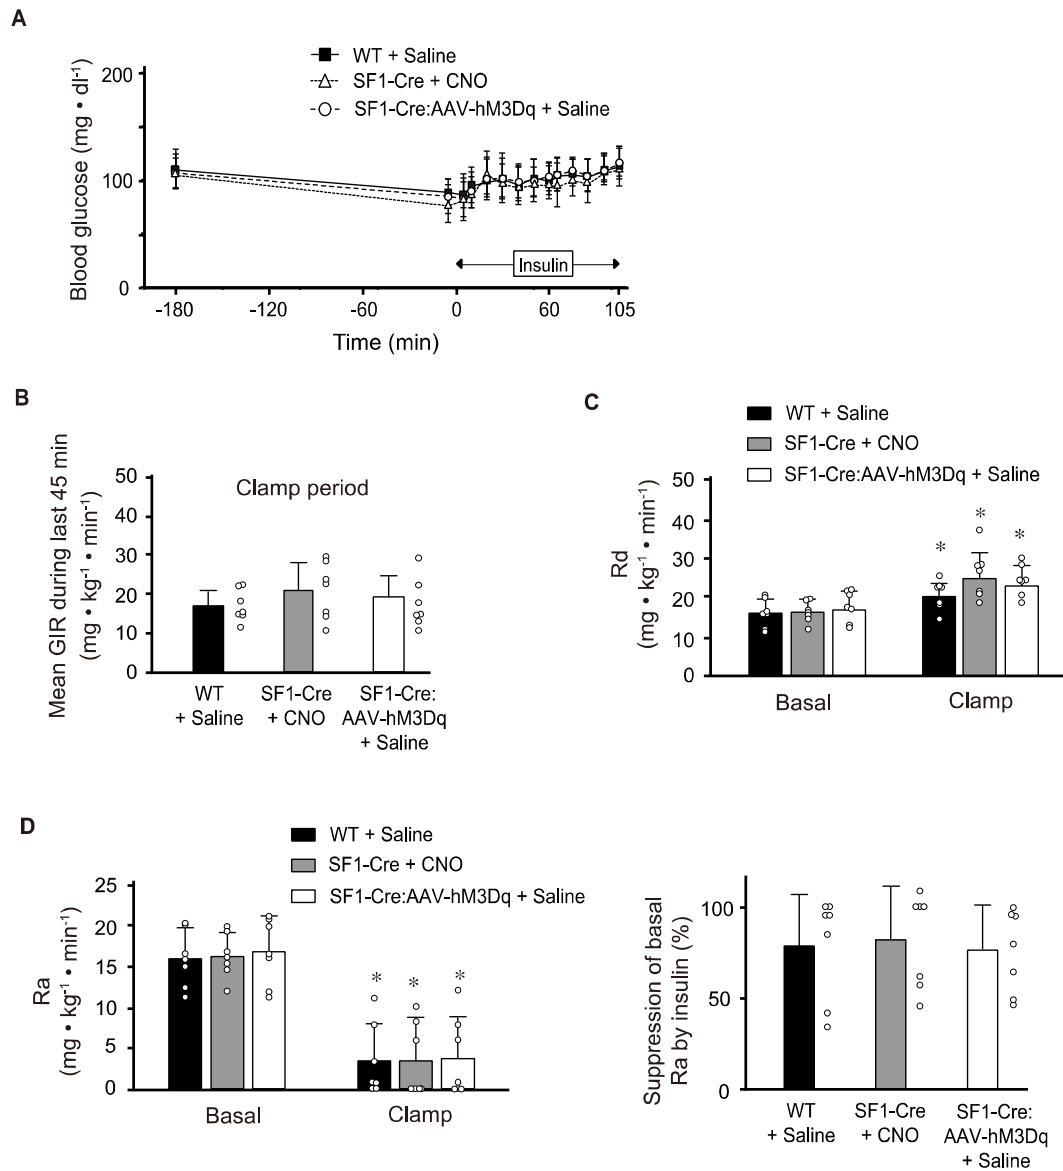 A
WT + Saline
SF1-Cre + CNO
SF1-Cre:AAV-hM3Dq + Saline
Blood glucose (mg • dl-1)
200
100
0
Insulin
-180 -120 -60 0 60 105
Time (min)
B
Mean GIR during last 45 min
(mg • kg-1 • min-1)
50
40
30
20
10
0
Clamp period
WT
+ Saline
SF1-Cre
+ CNO
SF1-Cre:
AAV-hM3Dq
+ Saline
C
WT + Saline
SF1-Cre + CNO
SF1-Cre:AAV-hM3Dq + Saline
Rd
(mg • kg-1 • min-1)
50
40
30
20
10
0
* * *
Basal Clamp
D
WT + Saline
SF1-Cre + CNO
SF1-Cre:AAV-hM3Dq + Saline
Ra
(mg • kg-1 • min-1)
25
20
15
10
5
0
* * *
Basal Clamp
Suppression of basal
Ra by insulin (%)
100
50
0
WT
+ Saline
SF1-Cre
+ CNO
SF1-Cre:
AAV-hM3Dq
+ Saline